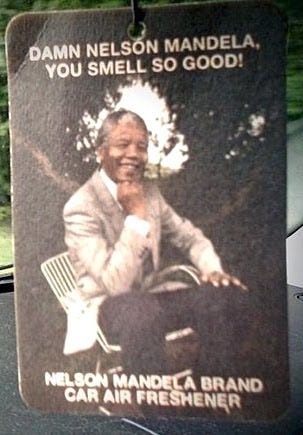 DAMN NELSON MANDELA,
YOU SMELL SO GOOD!
NELSON MANDELA BRAND
CAR AIR FRESHENER